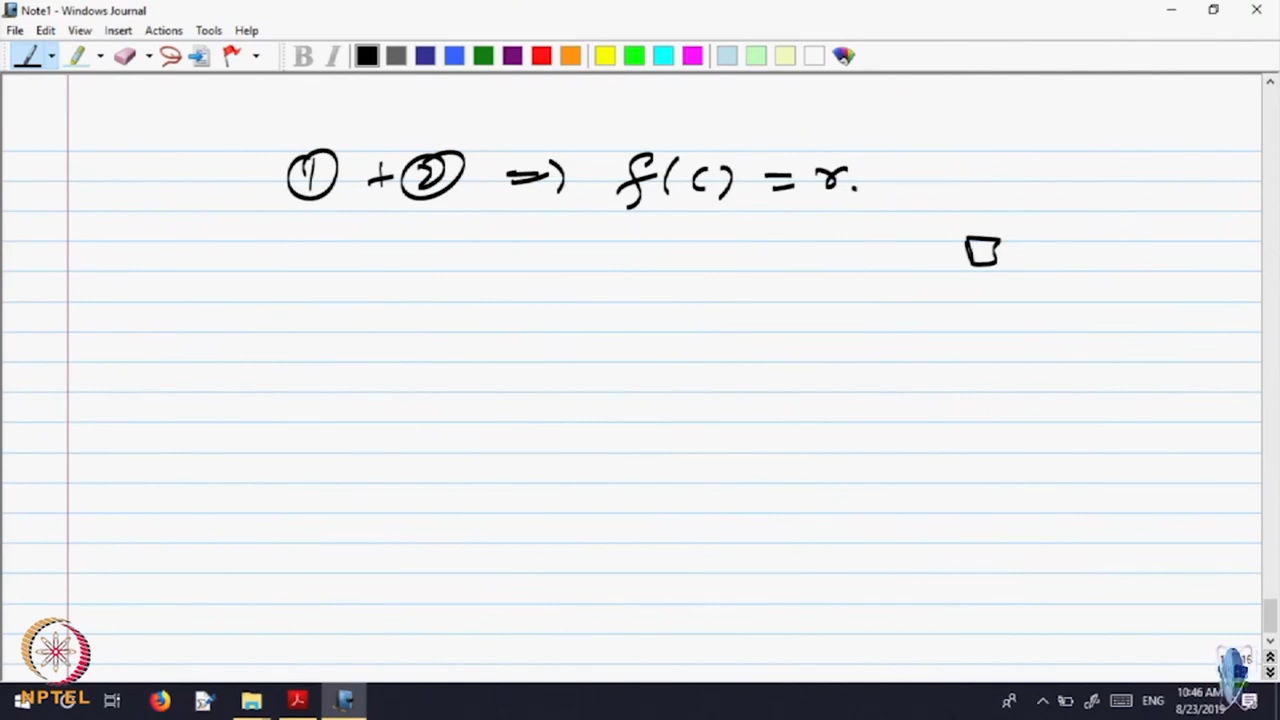 Note1 - Windows Journal
File Edit View Insert Actions Tools Help
B I
① + ② => f(c) = r.
NPTEL
ENG
10:46 AM
8/23/2019